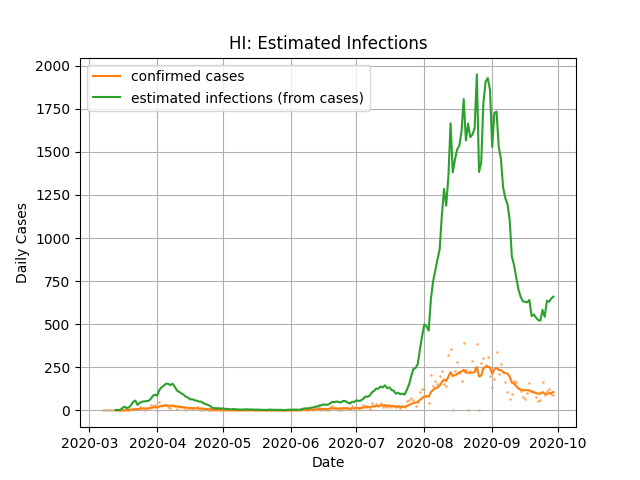 HI: Estimated Infections
confirmed cases
estimated infections (from cases)
Daily Cases
2000
1750
1500
1250
1000
750
500
250
0
2020-03 2020-04 2020-05 2020-06 2020-07 2020-08 2020-09 2020-10
Date